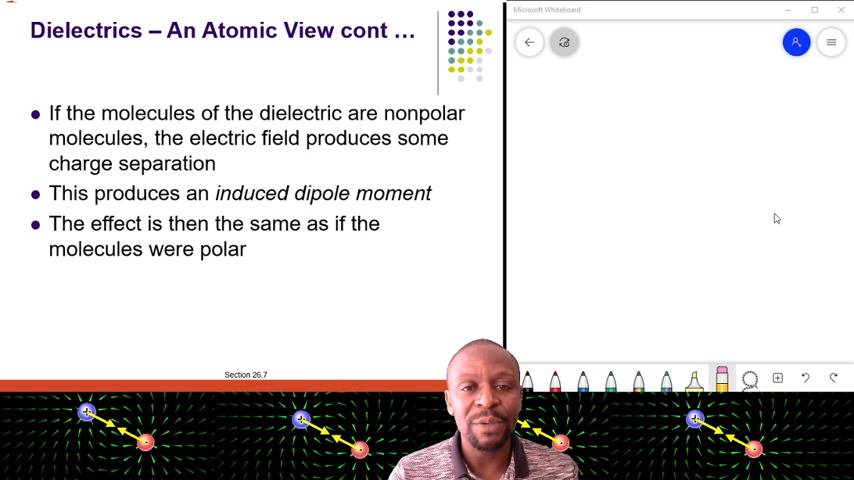 Dielectrics – An Atomic View cont …
● If the molecules of the dielectric are nonpolar
molecules, the electric field produces some
charge separation
● This produces an induced dipole moment
● The effect is then the same as if the
molecules were polar
Section 26.7
Microsoft Whiteboard